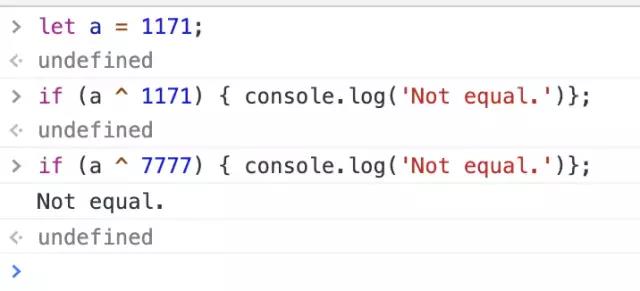 > let a = 1171;
<· undefined
> if (a ^ 1171) { console.log('Not equal.')};
<· undefined
> if (a ^ 7777) { console.log('Not equal.')};
Not equal.
<· undefined
>